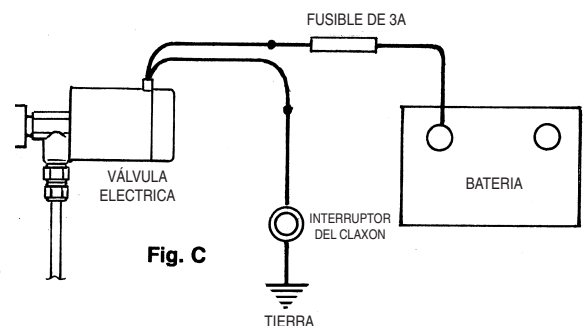 FUSIBLE DE 3A
VÁLVULA
ELECTRICA
BATERIA
INTERRUPTOR
DEL CLAXON
Fig. C
TIERRA